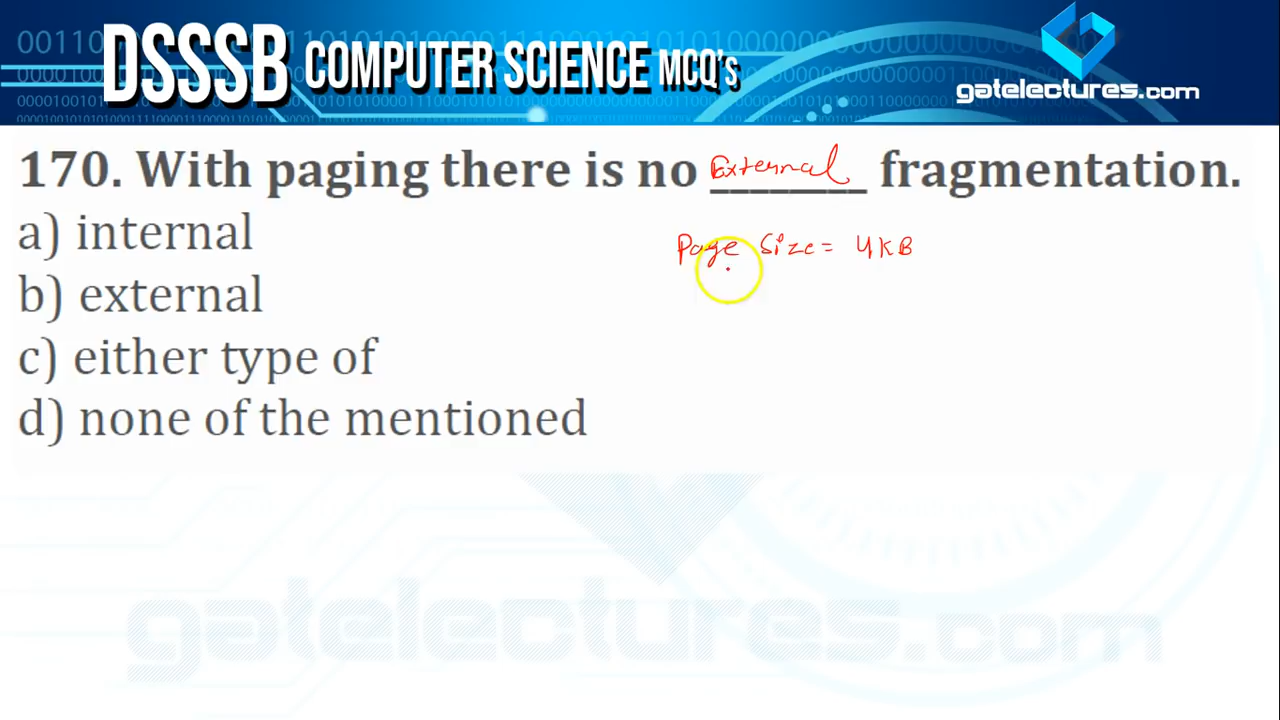 DSSSB COMPUTER SCIENCE MCQ's
gatelectures.com
170. With paging there is no External fragmentation.
a) internal
Page Size = 4KB
b) external
c) either type of
d) none of the mentioned
gatelectures.com